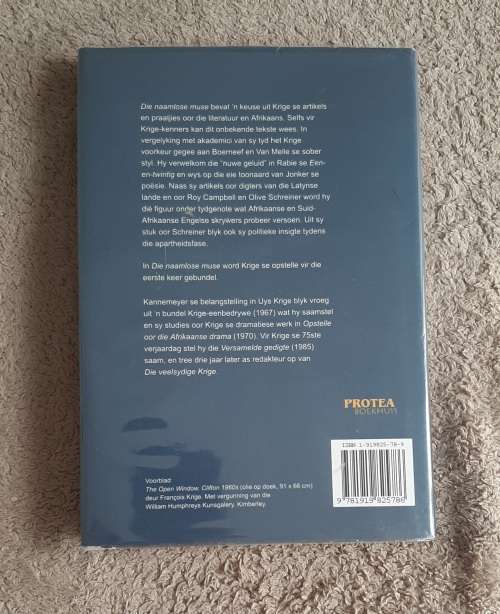 Die naamlose muse bevat 'n keuse uit Krige se artikels
en praatjies oor die literatuur en Afrikaans. Selfs vir
Krige-kenners kan dit onbekende tekste wees. In
vergelyking met akademici van sy tyd het Krige
voorkeur gegee aan Boerneef en Van Melle se sober
styl. Hy verwelkom die "nuwe geluid" in Rabie se Een-
en-twintig en wys op die eie toonaard van Jonker se
poësie. Naas sy artikels oor digters van die Latynse
lande en oor Roy Campbell en Olive Schreiner word hy
die figuur onder tydgenote wat Afrikaanse en Suid-
Afrikaanse Engelse skrywers probeer versoen. Uit sy
stuk oor Schreiner blyk ook sy politieke insigte tydens
die apartheidsfase.
In Die naamlose muse word Krige se opstelle vir die
eerste keer gebundel.
Kannemeyer se belangstelling in Uys Krige blyk vroeg
uit 'n bundel Krige-eenbedrywe (1967) wat hy saamstel
en sy studies oor Krige se dramatiese werk in Opstelle
oor die Afrikaanse drama (1970). Vir Krige se 75ste
verjaardag stel hy die Versamelde gedigte (1985)
saam, en tree drie jaar later as redakteur op van
Die veelsydige Krige.
PROTEA
BOEKHUIS
ISBN 1-919825-78-9
9 781919 825786
Voorblad
The Open Window, Clifton 1960s (olie op doek, 91 x 66 cm)
deur François Krige. Met vergunning van die
William Humphreys Kunsgalery, Kimberley.